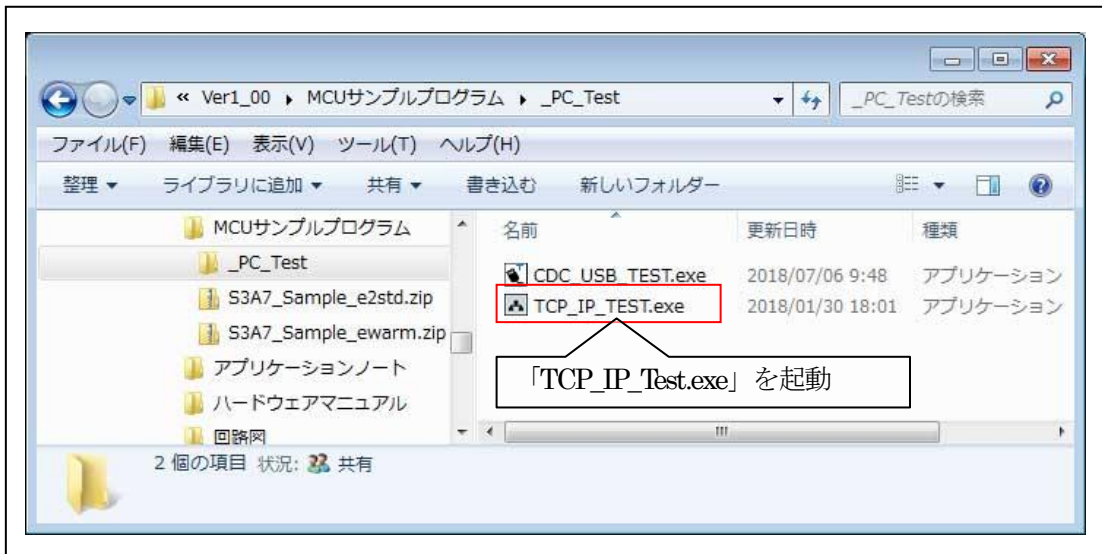 « Ver1_00 ▸ MCUサンプルプログラム ▸ _PC_Test
_PC_Testの検索
ファイル(F) 編集(E) 表示(V) ツール(T) ヘルプ(H)
整理 ▼ ライブラリに追加 ▼ 共有 ▼ 書き込む 新しいフォルダー
MCUサンプルプログラム
_PC_Test
S3A7_Sample_e2std.zip
S3A7_Sample_ewarm.zip
アプリケーションノート
ハードウェアマニュアル
回路図
名前 更新日時 種類
CDC_USB_TEST.exe 2018/07/06 9:48 アプリケーション
TCP_IP_TEST.exe 2018/01/30 18:01 アプリケーション
「TCP_IP_Test.exe」を起動
2 個の項目 状況: 共有